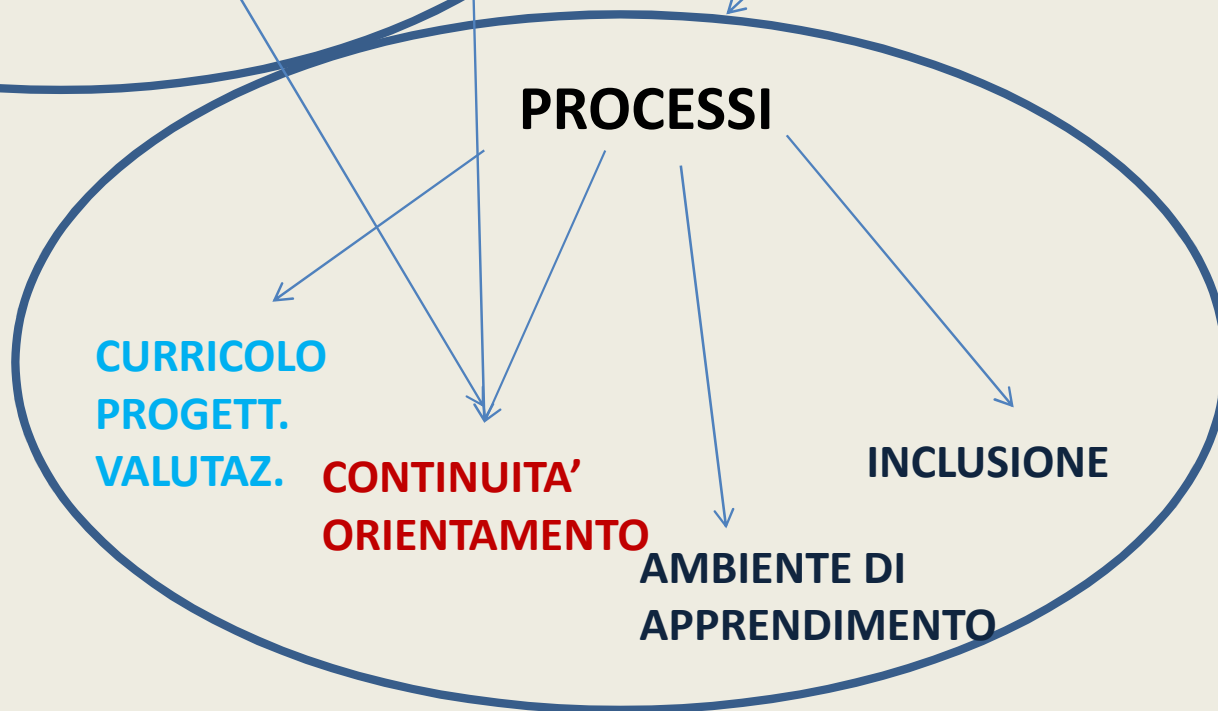 PROCESSI
CURRICOLO
PROGETT.
VALUTAZ.
CONTINUITA’
ORIENTAMENTO
AMBIENTE DI
APPRENDIMENTO
INCLUSIONE